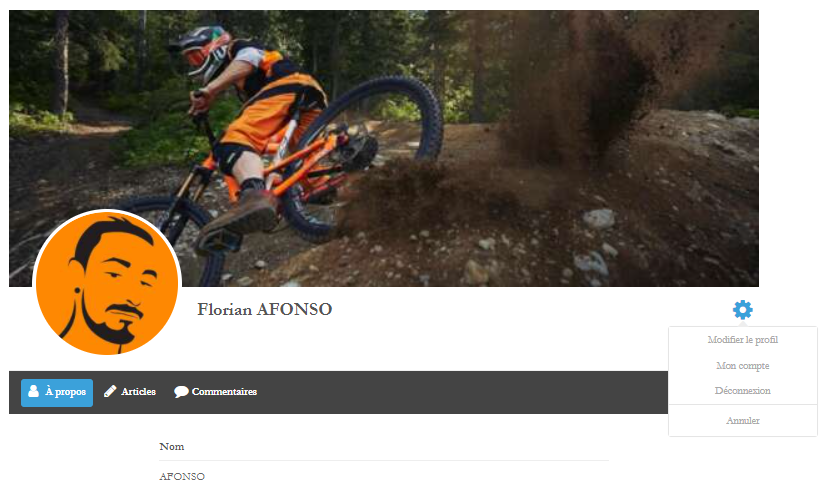 Florian AFONSO
Modifier le profil
Mon compte
Déconnexion
Annuler
À propos
Articles
Commentaires
Nom
AFONSO